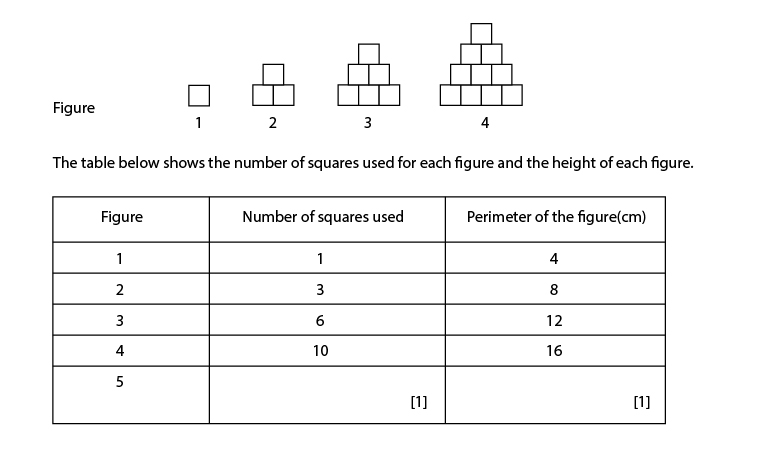 Figure
1 2 3 4
The table below shows the number of squares used for each figure and the height of each figure.
Figure Number of squares used Perimeter of the figure(cm)
1 1 4
2 3 8
3 6 12
4 10 16
5
[1] [1]